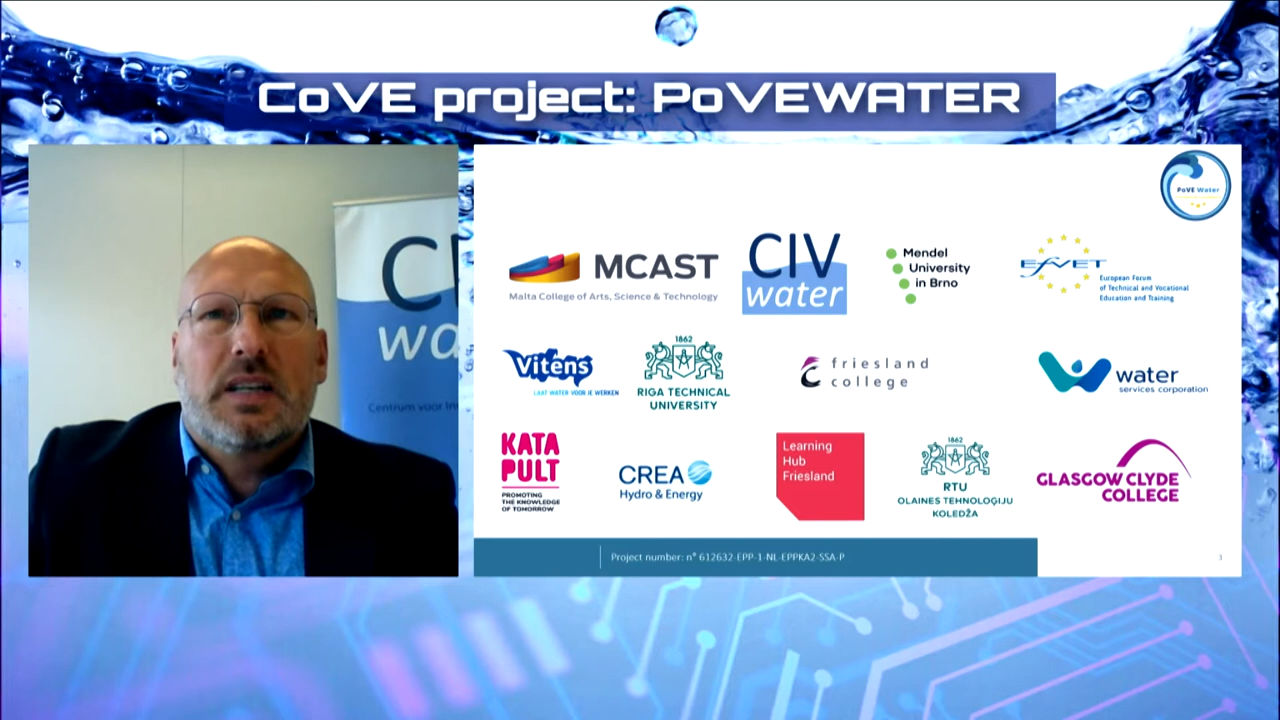 CoVE project: PoVEWATER
CI
wa
Centrum voor In
PoVE Water
MCAST
Malta College of Arts, Science & Technology
CIV
water
Mendel
University
in Brno
EfVET
European Forum
of Technical and Vocational
Education and Training
Vitens
LAAT WATER VOOR JE WERKEN
1862
RIGA TECHNICAL
UNIVERSITY
friesland
college
water
services corporation
KATA
PULT
PROMOTING
THE KNOWLEDGE
OF TOMORROW
CREA
Hydro & Energy
Learning
Hub
Friesland
1862
RTU
OLAINES TEHNOLOĢIJU
KOLEDŽA
GLASGOW CLYDE
COLLEGE
Project number: n° 612632-EPP-1-NL-EPPKA2-SSA-P
3